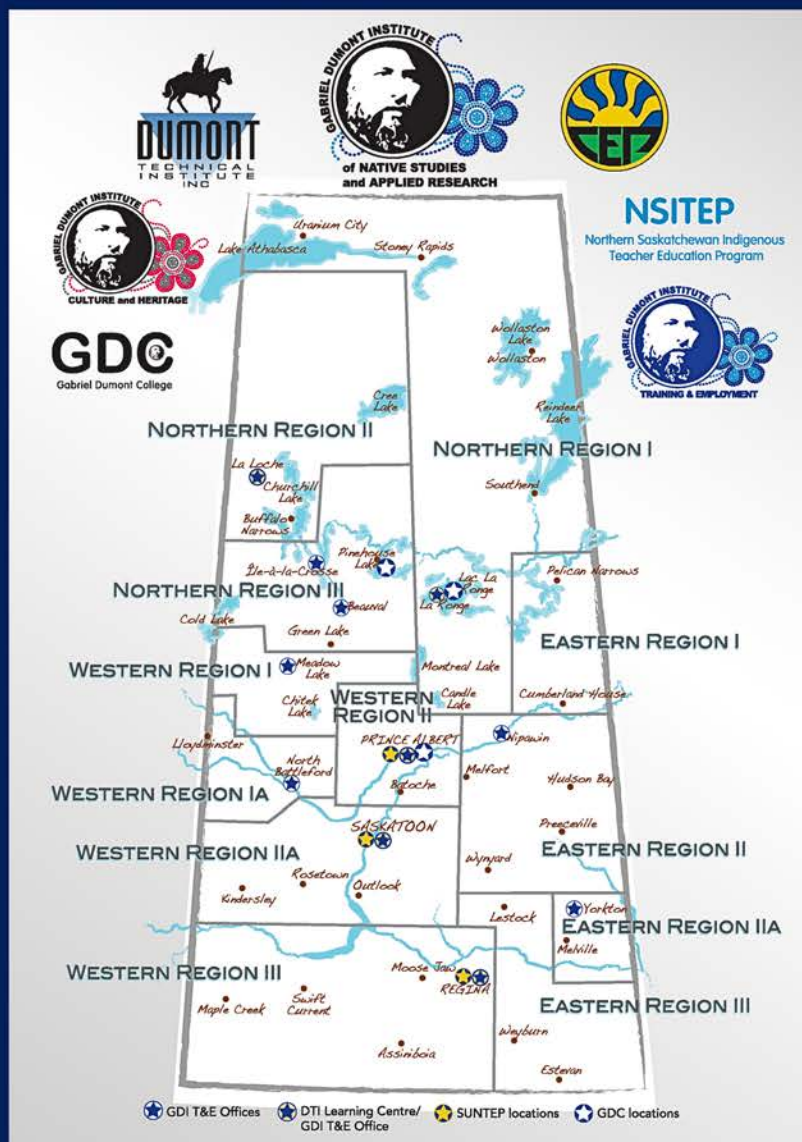 DUMONT
TECHNICAL
INSTITUTE
INC
GABRIEL DUMONT INSTITUTE
of NATIVE STUDIES
and APPLIED RESEARCH
GABRIEL DUMONT INSTITUTE
CULTURE and HERITAGE
NSITEP
Northern Saskatchewan Indigenous
Teacher Education Program
GDC
Gabriel Dumont College
GABRIEL DUMONT INSTITUTE
TRAINING & EMPLOYMENT
Uranium City
Lake Athabasca
Stoney Rapids
Wollaston
Lake
Wollaston
Cree
Lake
Reindeer
Lake
NORTHERN REGION II
NORTHERN REGION I
La Loche
Churchill
Lake
Southend
Buffalo
Narrows
Pinehouse
Lake
Île-à-la-Crosse
Lac La
Ronge
La Ronge
Pelican Narrows
NORTHERN REGION III
Beauval
Cold Lake
Green Lake
EASTERN REGION I
WESTERN REGION I
Meadow
Lake
Montreal Lake
Chitek
Lake
WESTERN
REGION II
Candle
Lake
Cumberland House
Lloydminster
PRINCE ALBERT
Nipawin
North
Battleford
Melfort
Hudson Bay
WESTERN REGION IA
Batoche
SASKATOON
Preeceville
WESTERN REGION IIA
EASTERN REGION II
Wynyard
Rosetown
Kindersley
Outlook
Lestock
Yorkton
EASTERN REGION IIA
Melville
WESTERN REGION III
Moose Jaw
REGINA
Maple Creek
Swift
Current
EASTERN REGION III
Weyburn
Assiniboia
Estevan
GDI T&E Offices
DTI Learning Centre/
GDI T&E Office
SUNTEP locations
GDC locations